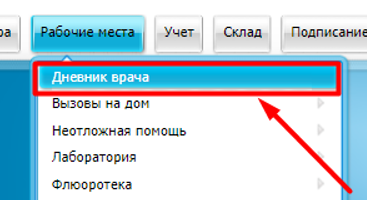 ра Рабочие места Учет Склад Подписание
Дневник врача
Вызовы на дом
Неотложная помощь
Лаборатория
Флюоротека